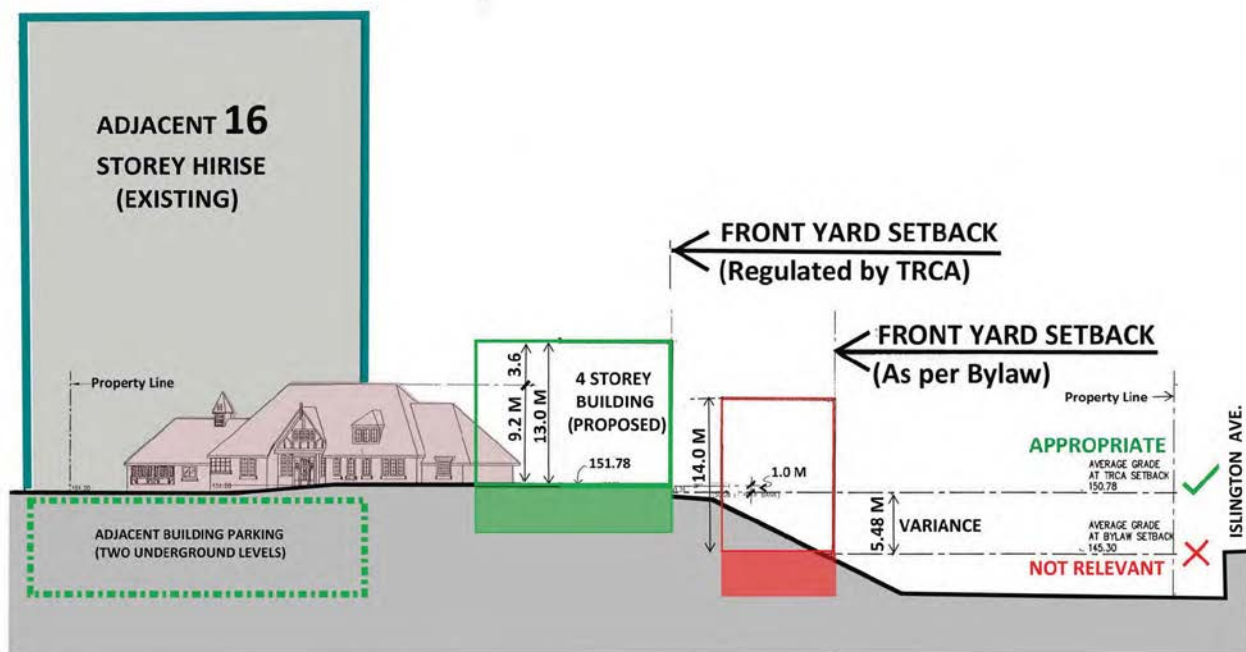 ADJACENT 16
STOREY HIRISE
(EXISTING)
FRONT YARD SETBACK
(Regulated by TRCA)
FRONT YARD SETBACK
(As per Bylaw)
Property Line
Property Line
3.6
9.2 M
13.0 M
4 STOREY
BUILDING
(PROPOSED)
151.78
14.0 M
1.0 M
APPROPRIATE
AVERAGE GRADE
AT TRCA SETBACK
150.78
5.48 M
VARIANCE
AVERAGE GRADE
AT BYLAW SETBACK
145.30
NOT RELEVANT
ISLINGTON AVE.
ADJACENT BUILDING PARKING
(TWO UNDERGROUND LEVELS)